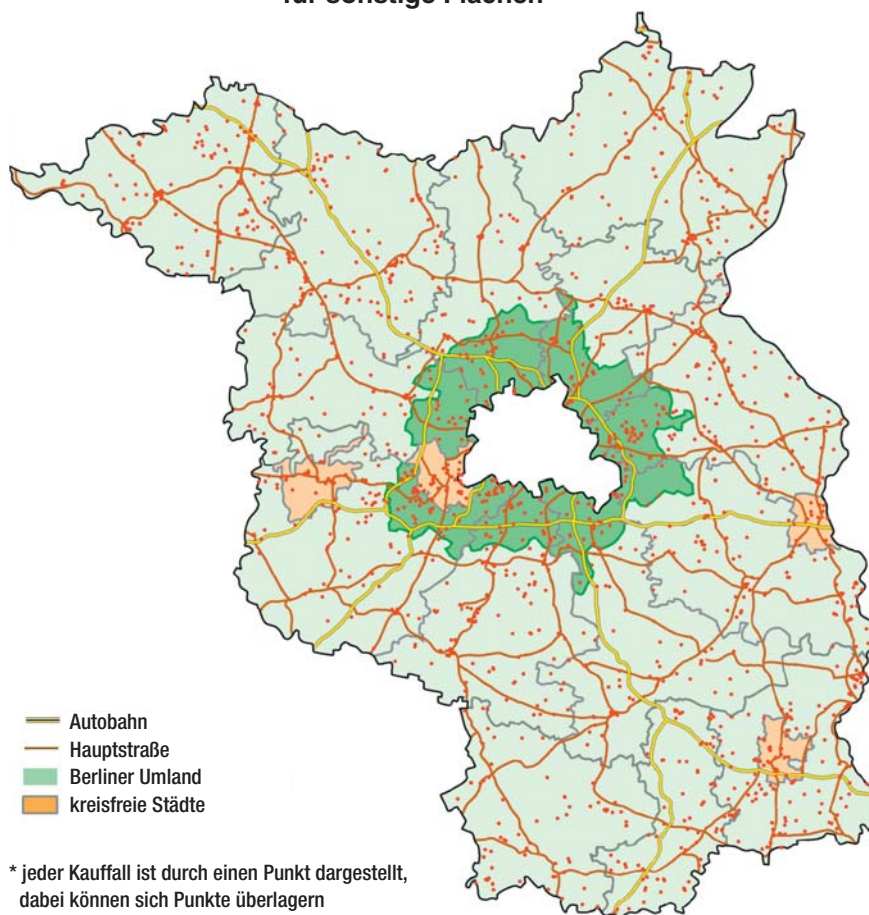 für sonstige Flächen
Autobahn
Hauptstraße
Berliner Umland
kreisfreie Städte
* jeder Kauffall ist durch einen Punkt dargestellt,
dabei können sich Punkte überlagern